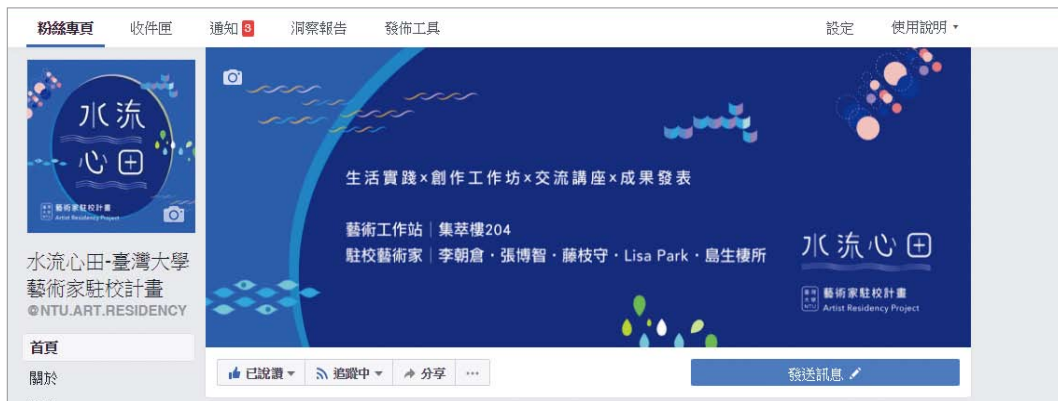 粉絲專頁 收件匣 通知 3 洞察報告 發佈工具 設定 使用說明
水流
心田
藝術家駐校計畫
Artist Residency Project
生活實踐×創作工作坊×交流講座×成果發表
藝術工作站│集萃樓204
駐校藝術家│李朝倉・張博智・藤枝守・Lisa Park・島生棲所
水流心田
臺灣大學 NTU
藝術家駐校計畫
Artist Residency Project
水流心田-臺灣大學
藝術家駐校計畫
@NTU.ART.RESIDENCY
首頁
關於
已說讚 追蹤中 分享 ··· 發送訊息